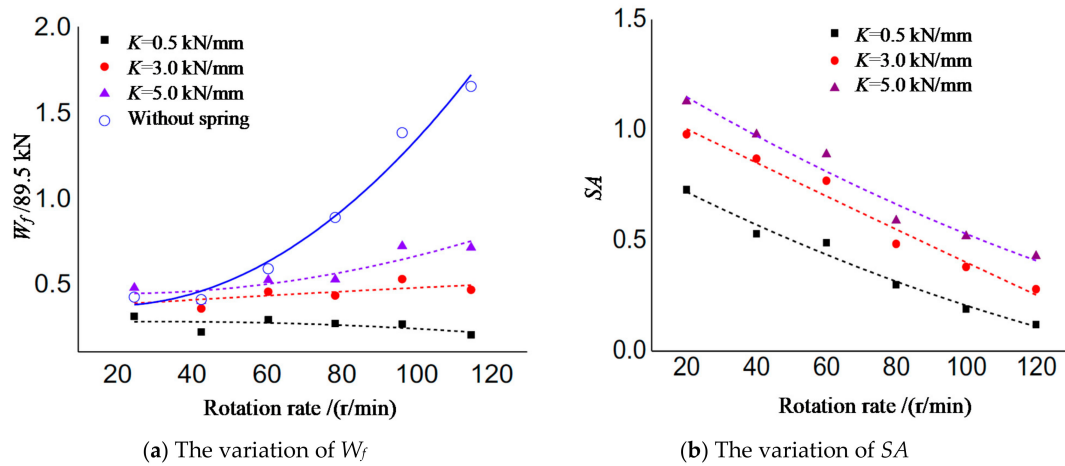 2.0
1.5
1.0
0.5
K=0.5 kN/mm
K=3.0 kN/mm
K=5.0 kN/mm
Without spring
Wf /89.5 kN
20 40 60 80 100 120
Rotation rate /(r/min)
(a) The variation of Wf
1.5
1.0
0.5
0.0
K=0.5 kN/mm
K=3.0 kN/mm
K=5.0 kN/mm
SA
20 40 60 80 100 120
Rotation rate /(r/min)
(b) The variation of SA